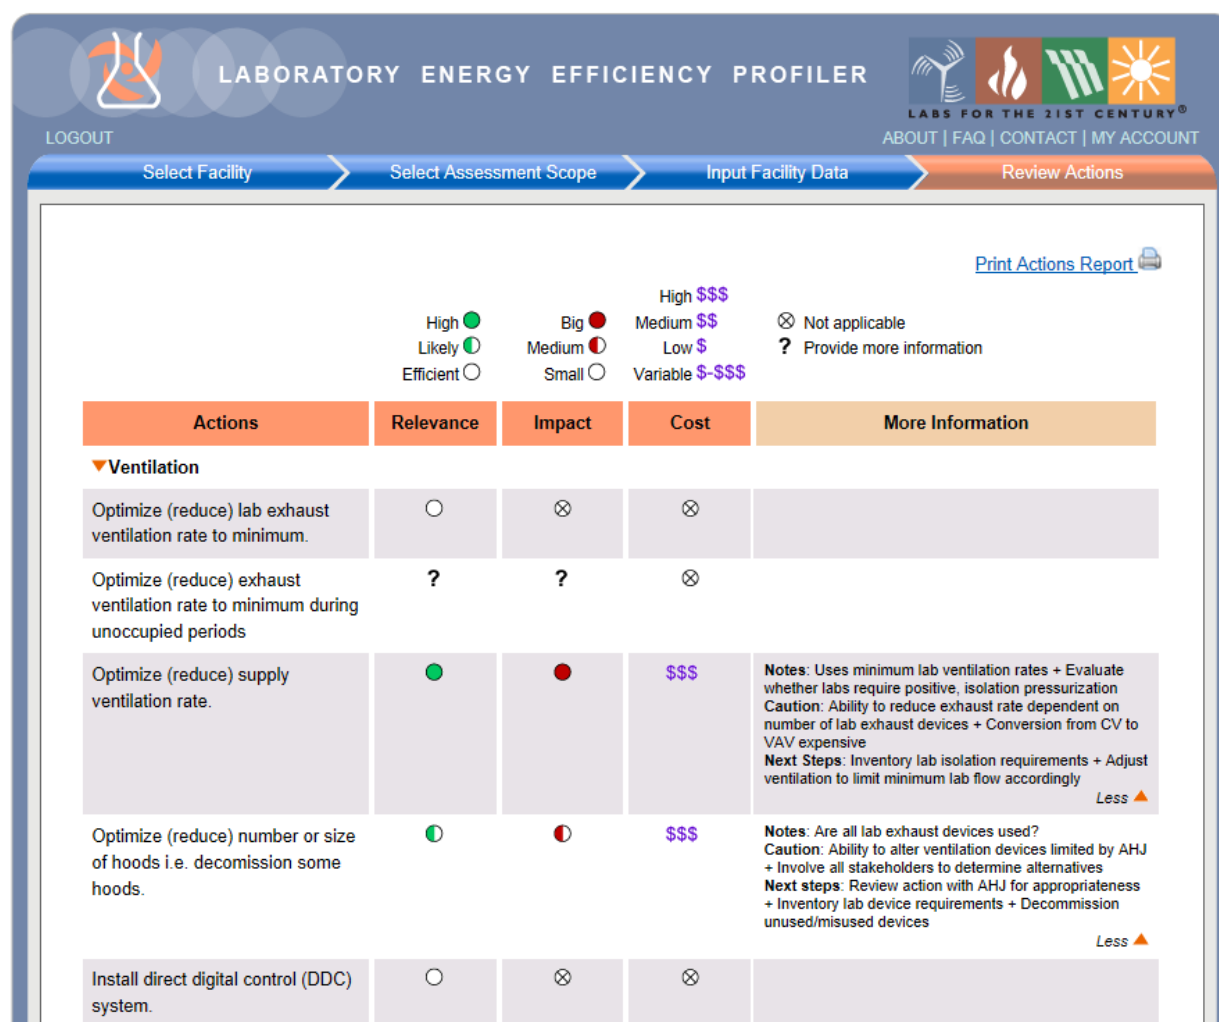 LABORATORY ENERGY EFFICIENCY PROFILER
LABS FOR THE 21ST CENTURY®
LOGOUT
ABOUT | FAQ | CONTACT | MY ACCOUNT
Select Facility
Select Assessment Scope
Input Facility Data
Review Actions
Print Actions Report
High $$$
High
Big
Medium $$
Not applicable
Likely
Medium
Low $
? Provide more information
Efficient
Small
Variable $-$$$
Actions
Relevance
Impact
Cost
More Information
Ventilation
Optimize (reduce) lab exhaust
ventilation rate to minimum.
Optimize (reduce) exhaust
ventilation rate to minimum during
unoccupied periods
?
?
Optimize (reduce) supply
ventilation rate.
$$$
Notes: Uses minimum lab ventilation rates + Evaluate
whether labs require positive, isolation pressurization
Caution: Ability to reduce exhaust rate dependent on
number of lab exhaust devices + Conversion from CV to
VAV expensive
Next Steps: Inventory lab isolation requirements + Adjust
ventilation to limit minimum lab flow accordingly
Less
Optimize (reduce) number or size
of hoods i.e. decomission some
hoods.
$$$
Notes: Are all lab exhaust devices used?
Caution: Ability to alter ventilation devices limited by AHJ
+ Involve all stakeholders to determine alternatives
Next steps: Review action with AHJ for appropriateness
+ Inventory lab device requirements + Decommission
unused/misused devices
Less
Install direct digital control (DDC)
system.